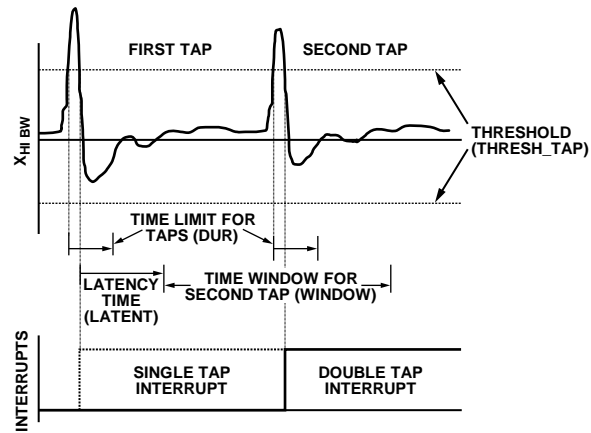 FIRST TAP
SECOND TAP
XHI BW
THRESHOLD
(THRESH_TAP)
TIME LIMIT FOR
TAPS (DUR)
LATENCY
TIME
(LATENT)
TIME WINDOW FOR
SECOND TAP (WINDOW)
INTERRUPTS
SINGLE TAP
INTERRUPT
DOUBLE TAP
INTERRUPT